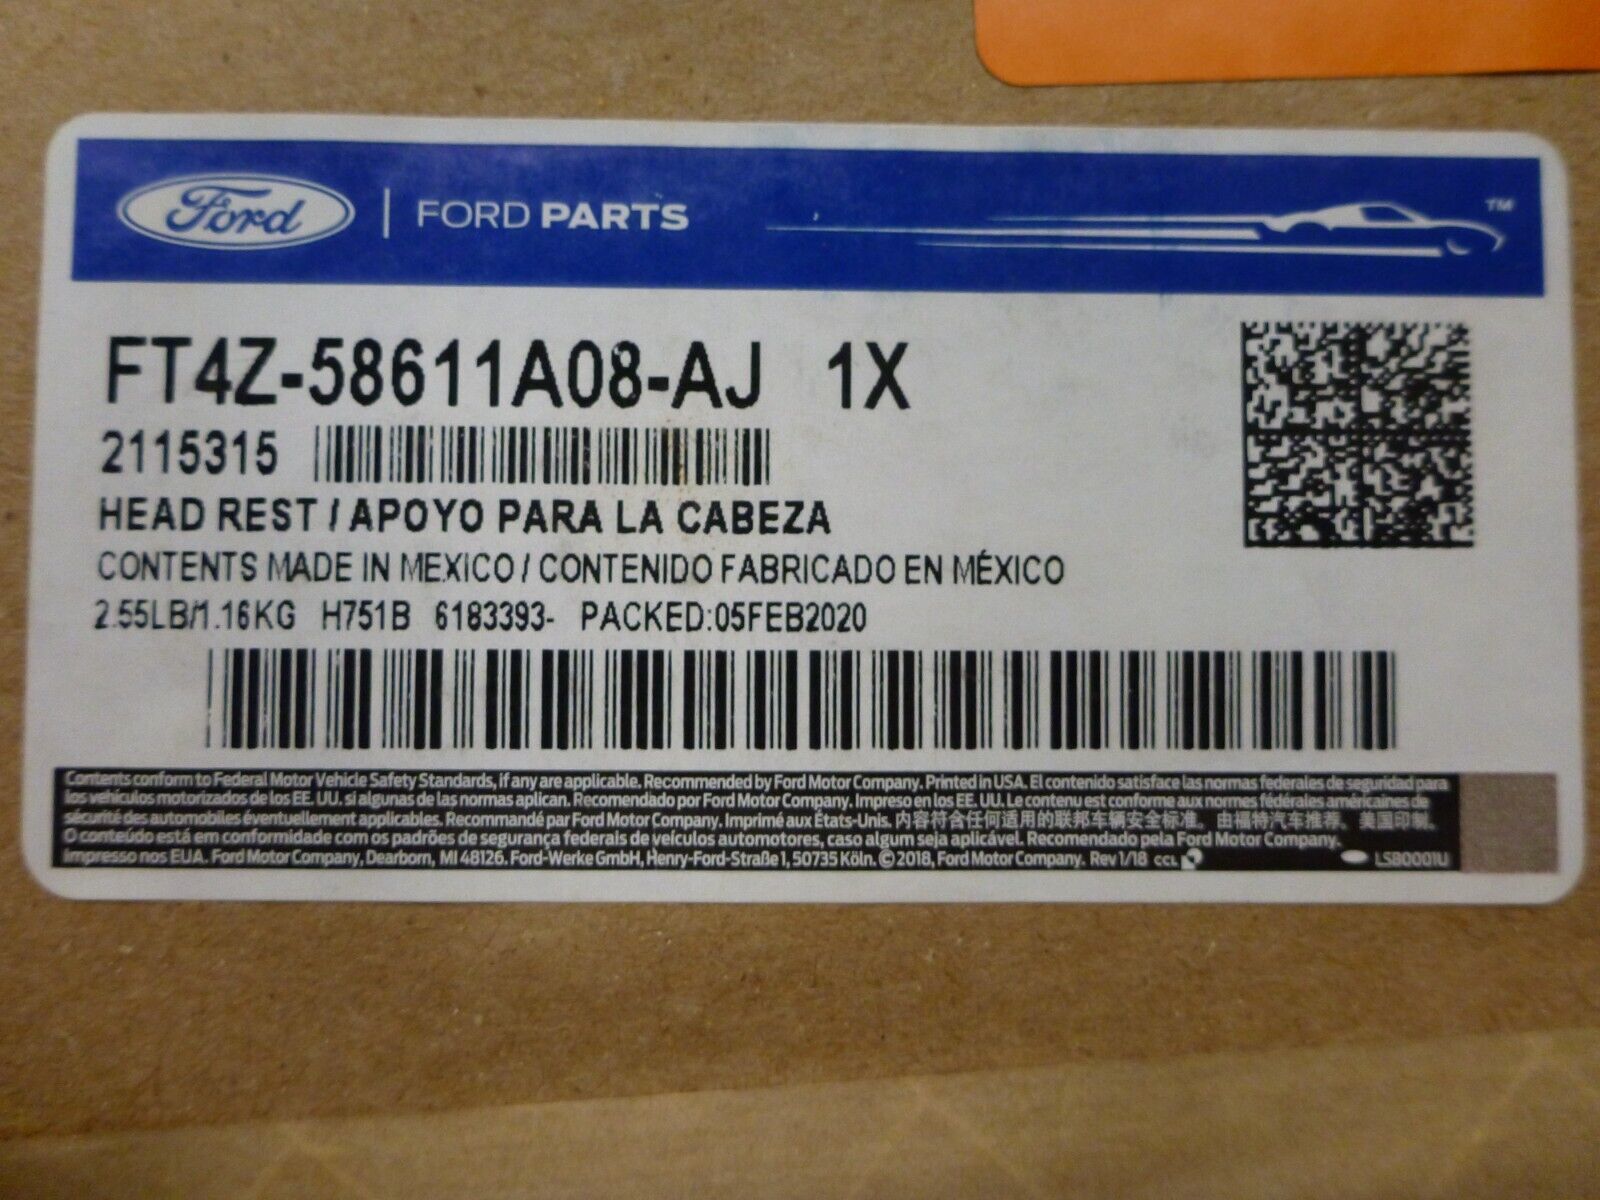 Ford | FORD PARTS ™
FT4Z-58611A08-AJ 1X
2115315
HEAD REST / APOYO PARA LA CABEZA
CONTENTS MADE IN MEXICO / CONTENIDO FABRICADO EN MÉXICO
2.55LB/1.16KG H751B 6183393- PACKED:05FEB2020
Contents conform to Federal Motor Vehicle Safety Standards, if any are applicable. Recommended by Ford Motor Company. Printed in USA. El contenido satisface las normas federales de seguridad para
los vehículos motorizados de los EE. UU. si algunas de las normas aplican. Recomendado por Ford Motor Company. Impreso en los EE. UU. Le contenu est conforme aux normes fédérales américaines de
sécurité des automobiles éventuellement applicables. Recommandé par Ford Motor Company. Imprimé aux États-Unis. 内容符合任何适用的联邦车辆安全标准。由福特汽车推荐。美国印制。
O conteúdo está em conformidade com os padrões de segurança federais de veículos automotores, caso algum seja aplicável. Recomendado pela Ford Motor Company.
Impresso nos EUA. Ford Motor Company, Dearborn, MI 48126. Ford-Werke GmbH, Henry-Ford-Straße 1, 50735 Köln. © 2018, Ford Motor Company. Rev 1/18 CCL LSB0001U